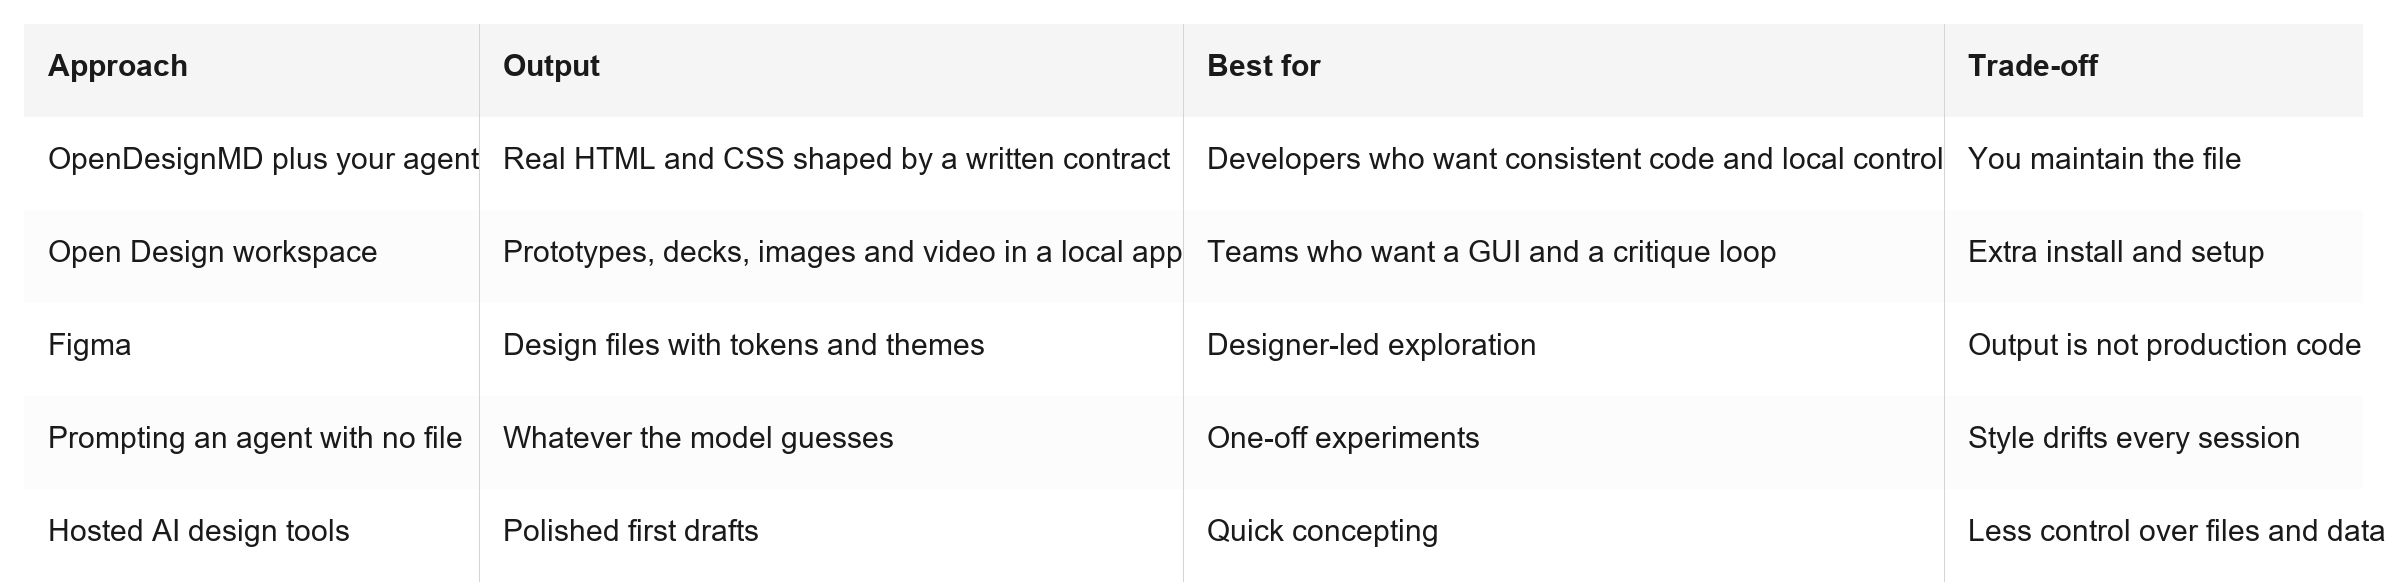 Approach Output Best for Trade-off
OpenDesignMD plus your agent Real HTML and CSS shaped by a written contract Developers who want consistent code and local control You maintain the file
Open Design workspace Prototypes, decks, images and video in a local app Teams who want a GUI and a critique loop Extra install and setup
Figma Design files with tokens and themes Designer-led exploration Output is not production code
Prompting an agent with no file Whatever the model guesses One-off experiments Style drifts every session
Hosted AI design tools Polished first drafts Quick concepting Less control over files and data